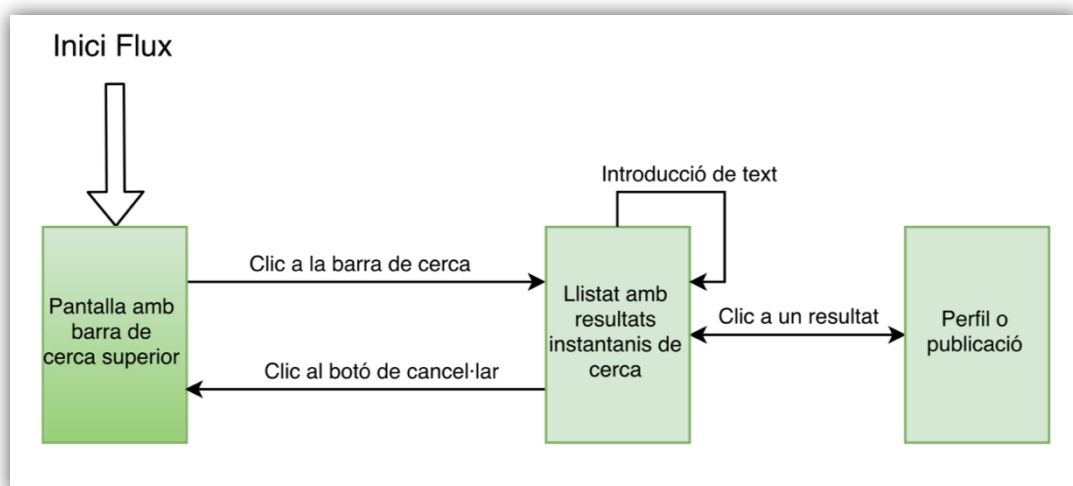 Inici Flux
Introducció de text
Clic a la barra de cerca
Pantalla amb
barra de
cerca superior
Llistat amb
resultats
instantanis de
cerca
Clic a un resultat
Perfil o
publicació
Clic al botó de cancel·lar